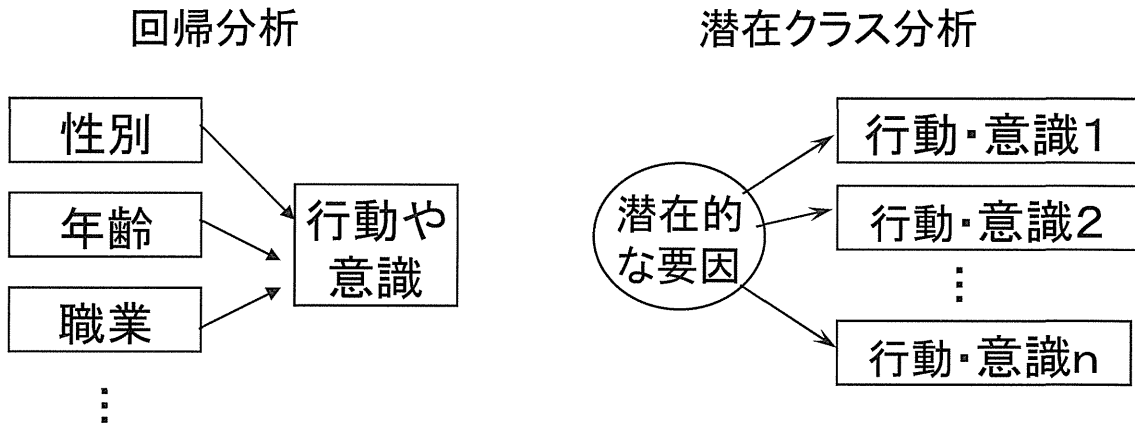 回帰分析
性別
年齢
職業
⋮
行動や
意識
潜在クラス分析
潜在的
な要因
行動・意識1
行動・意識2
⋮
行動・意識n